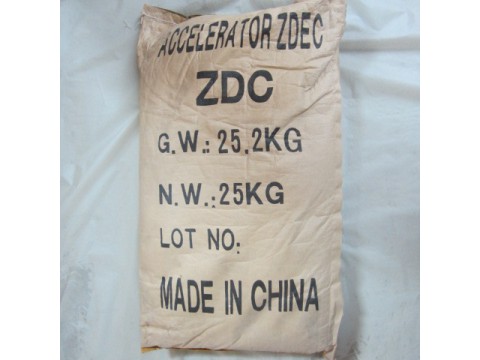 ACCELERATOR ZDEC
ZDC
G.W.: 25.2KG
N.W.:25KG
LOT NO:
MADE IN CHINA